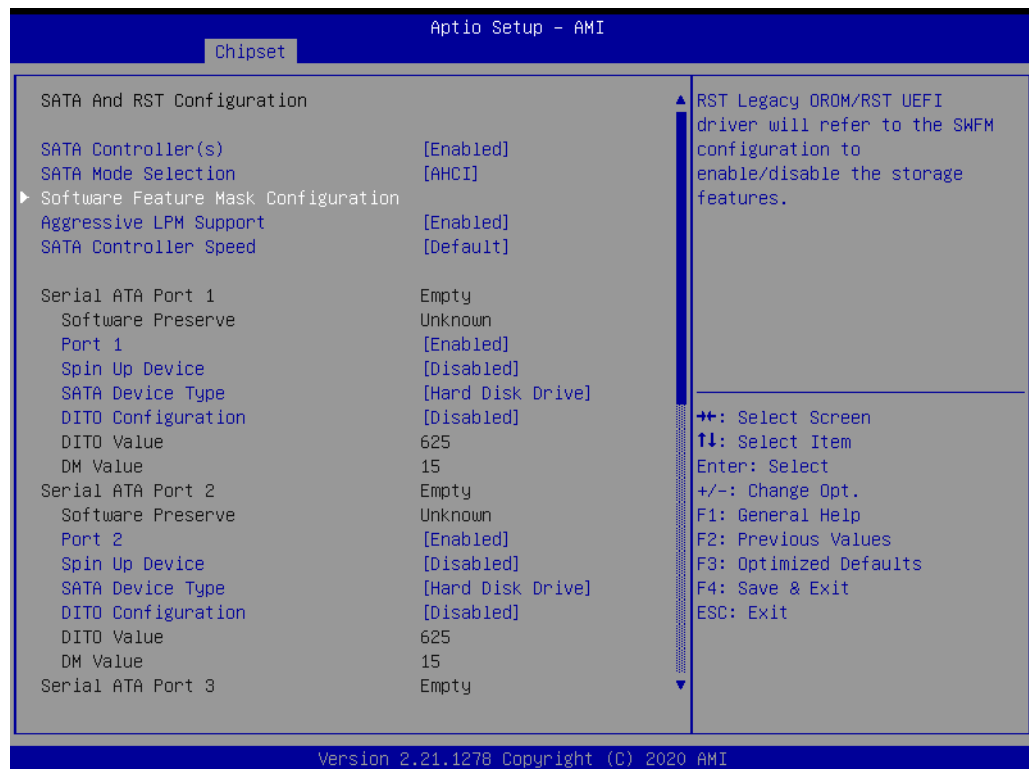 Aptio Setup – AMI
Chipset
SATA And RST Configuration
SATA Controller(s) [Enabled]
SATA Mode Selection [AHCI]
Software Feature Mask Configuration
Aggressive LPM Support [Enabled]
SATA Controller Speed [Default]
Serial ATA Port 1 Empty
Software Preserve Unknown
Port 1 [Enabled]
Spin Up Device [Disabled]
SATA Device Type [Hard Disk Drive]
DITO Configuration [Disabled]
DITO Value 625
DM Value 15
Serial ATA Port 2 Empty
Software Preserve Unknown
Port 2 [Enabled]
Spin Up Device [Disabled]
SATA Device Type [Hard Disk Drive]
DITO Configuration [Disabled]
DITO Value 625
DM Value 15
Serial ATA Port 3 Empty
RST Legacy OROM/RST UEFI
driver will refer to the SWFM
configuration to
enable/disable the storage
features.
→←: Select Screen
↑↓: Select Item
Enter: Select
+/-: Change Opt.
F1: General Help
F2: Previous Values
F3: Optimized Defaults
F4: Save & Exit
ESC: Exit
Version 2.21.1278 Copyright (C) 2020 AMI